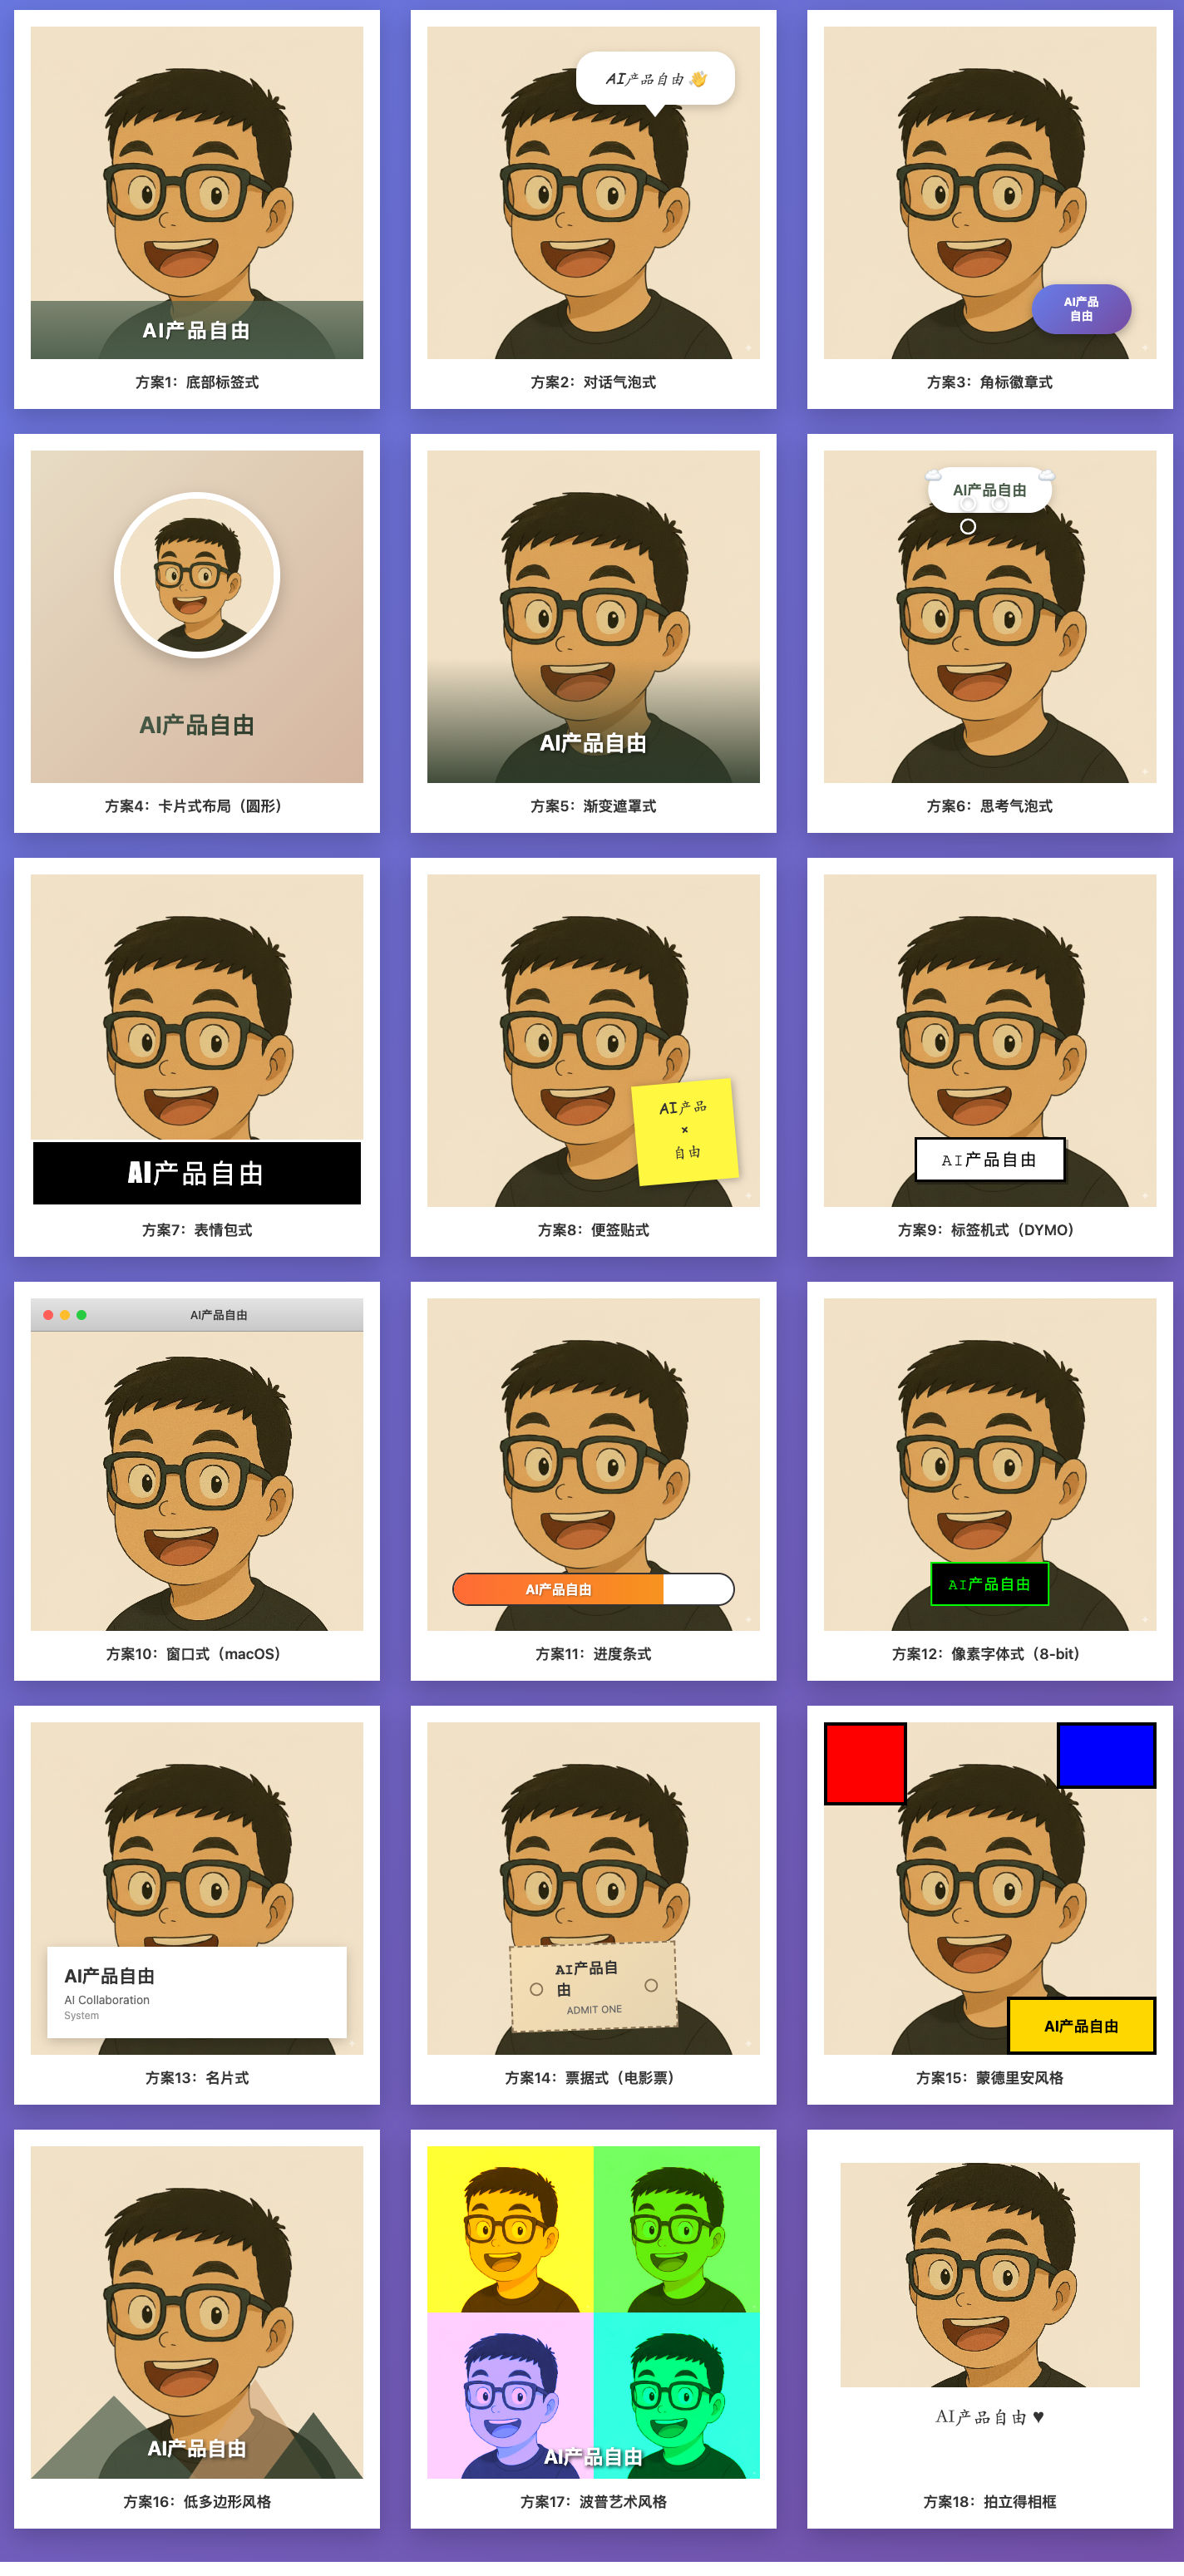 AI产品自由
方案1：底部标签式
AI产品自由 👋
方案2：对话气泡式
AI产品
自由
方案3：角标徽章式
AI产品自由
方案4：卡片式布局（圆形）
AI产品自由
方案5：渐变遮罩式
AI产品自由
方案6：思考气泡式
AI产品自由
方案7：表情包式
AI产品
×
自由
方案8：便签贴式
AI产品自由
方案9：标签机式（DYMO）
AI产品自由
方案10：窗口式（macOS）
AI产品自由
方案11：进度条式
AI产品自由
方案12：像素字体式（8-bit）
AI产品自由
AI Collaboration
System
方案13：名片式
AI产品自
由
ADMIT ONE
方案14：票据式（电影票）
AI产品自由
方案15：蒙德里安风格
AI产品自由
方案16：低多边形风格
AI产品自由
方案17：波普艺术风格
AI产品自由 ♥
方案18：拍立得相框